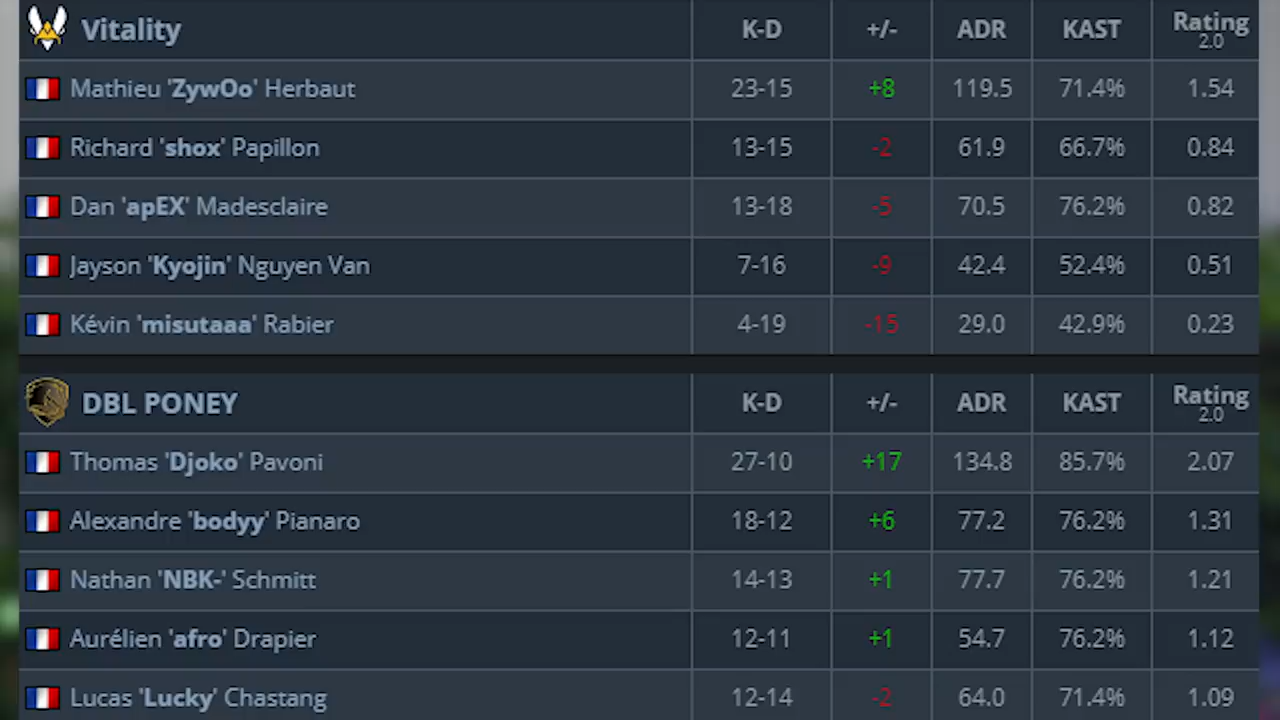 Vitality K-D +/- ADR KAST Rating 2.0
Mathieu 'ZywOo' Herbaut 23-15 +8 119.5 71.4% 1.54
Richard 'shox' Papillon 13-15 -2 61.9 66.7% 0.84
Dan 'apEX' Madesclaire 13-18 -5 70.5 76.2% 0.82
Jayson 'Kyojin' Nguyen Van 7-16 -9 42.4 52.4% 0.51
Kévin 'misutaaa' Rabier 4-19 -15 29.0 42.9% 0.23
DBL PONEY K-D +/- ADR KAST Rating 2.0
Thomas 'Djoko' Pavoni 27-10 +17 134.8 85.7% 2.07
Alexandre 'bodyy' Pianaro 18-12 +6 77.2 76.2% 1.31
Nathan 'NBK-' Schmitt 14-13 +1 77.7 76.2% 1.21
Aurélien 'afro' Drapier 12-11 +1 54.7 76.2% 1.12
Lucas 'Lucky' Chastang 12-14 -2 64.0 71.4% 1.09